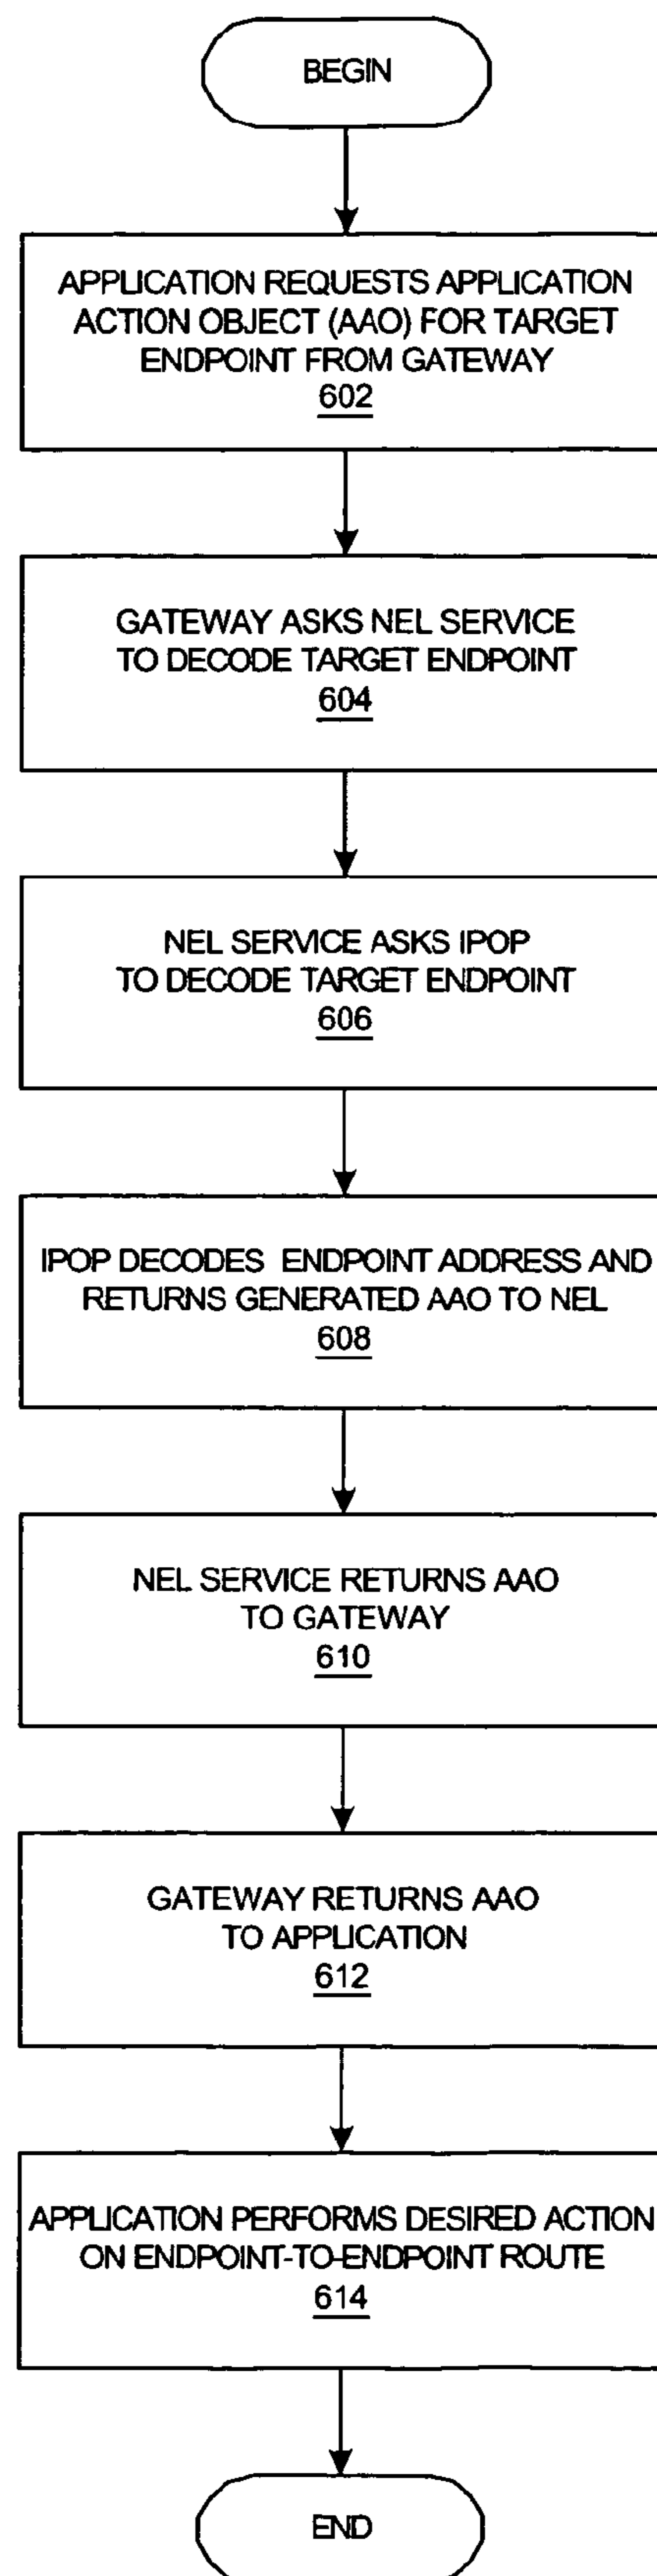 BEGIN
APPLICATION REQUESTS APPLICATION
ACTION OBJECT (AAO) FOR TARGET
ENDPOINT FROM GATEWAY
602
GATEWAY ASKS NEL SERVICE
TO DECODE TARGET ENDPOINT
604
NEL SERVICE ASKS IPOP
TO DECODE TARGET ENDPOINT
606
IPOP DECODES ENDPOINT ADDRESS AND
RETURNS GENERATED AAO TO NEL
608
NEL SERVICE RETURNS AAO
TO GATEWAY
610
GATEWAY RETURNS AAO
TO APPLICATION
612
APPLICATION PERFORMS DESIRED ACTION
ON ENDPOINT-TO-ENDPOINT ROUTE
614
END